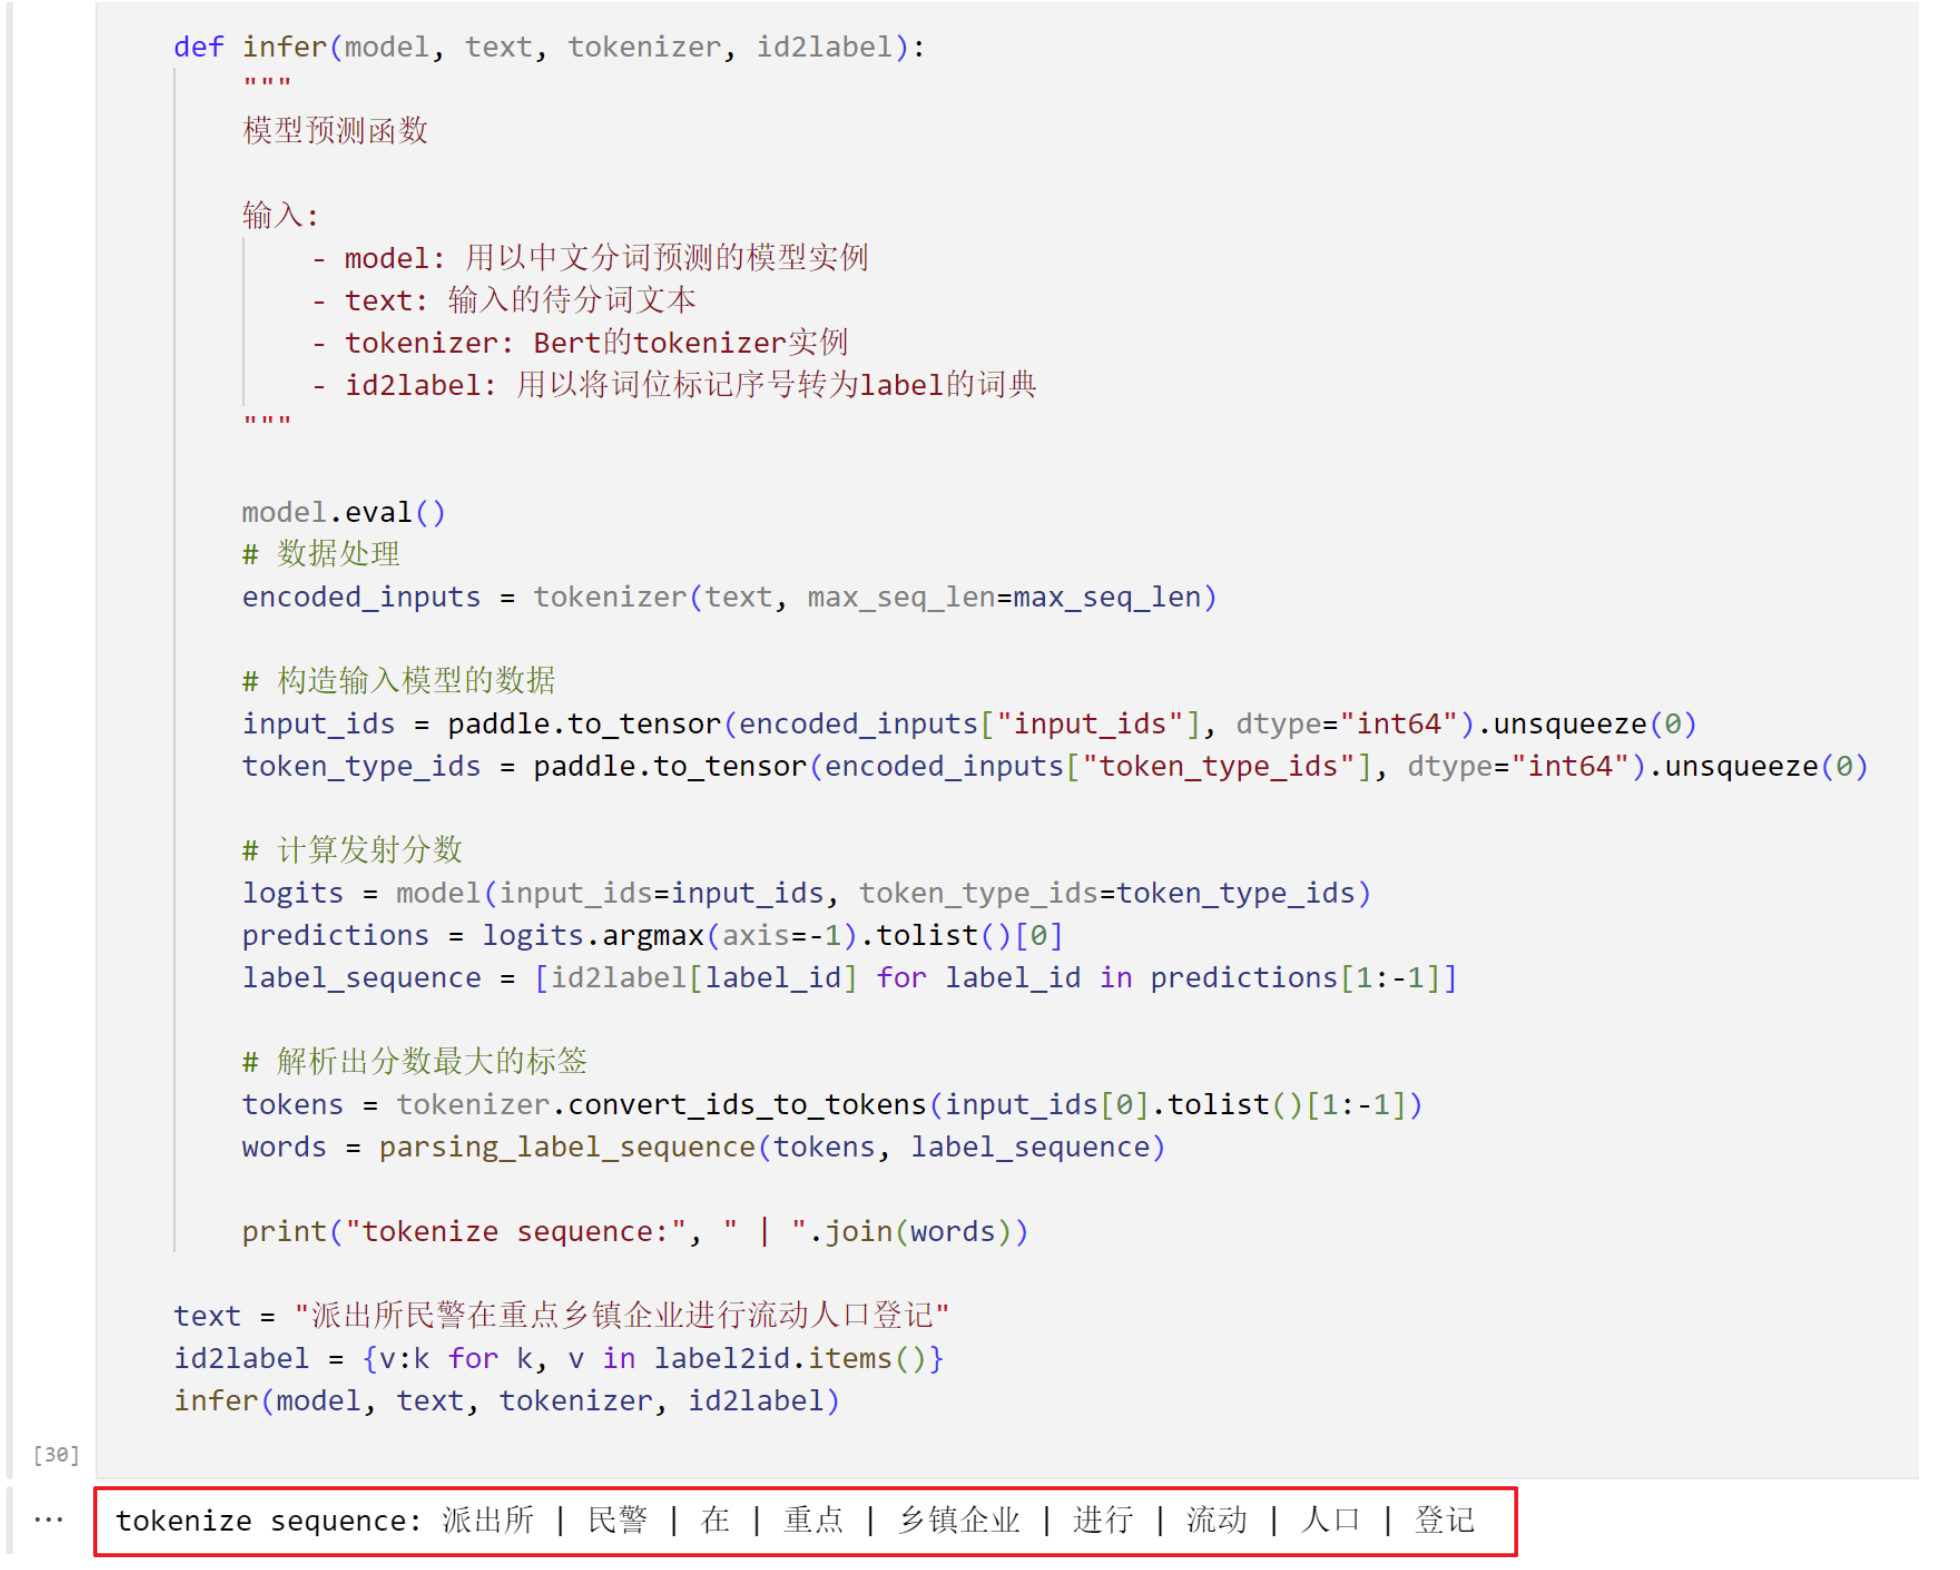 def infer(model, text, tokenizer, id2label):
"""
模型预测函数
输入:
- model: 用以中文分词预测的模型实例
- text: 输入的待分词文本
- tokenizer: Bert的tokenizer实例
- id2label: 用以将词位标记序号转为label的词典
"""
model.eval()
# 数据处理
encoded_inputs = tokenizer(text, max_seq_len=max_seq_len)
# 构造输入模型的数据
input_ids = paddle.to_tensor(encoded_inputs["input_ids"], dtype="int64").unsqueeze(0)
token_type_ids = paddle.to_tensor(encoded_inputs["token_type_ids"], dtype="int64").unsqueeze(0)
# 计算发射分数
logits = model(input_ids=input_ids, token_type_ids=token_type_ids)
predictions = logits.argmax(axis=-1).tolist()[0]
label_sequence = [id2label[label_id] for label_id in predictions[1:-1]]
# 解析出分数最大的标签
tokens = tokenizer.convert_ids_to_tokens(input_ids[0].tolist()[1:-1])
words = parsing_label_sequence(tokens, label_sequence)
print("tokenize sequence:", " | ".join(words))
text = "派出所民警在重点乡镇企业进行流动人口登记"
id2label = {v:k for k, v in label2id.items()}
infer(model, text, tokenizer, id2label)
[30]
... tokenize sequence: 派出所 | 民警 | 在 | 重点 | 乡镇企业 | 进行 | 流动 | 人口 | 登记